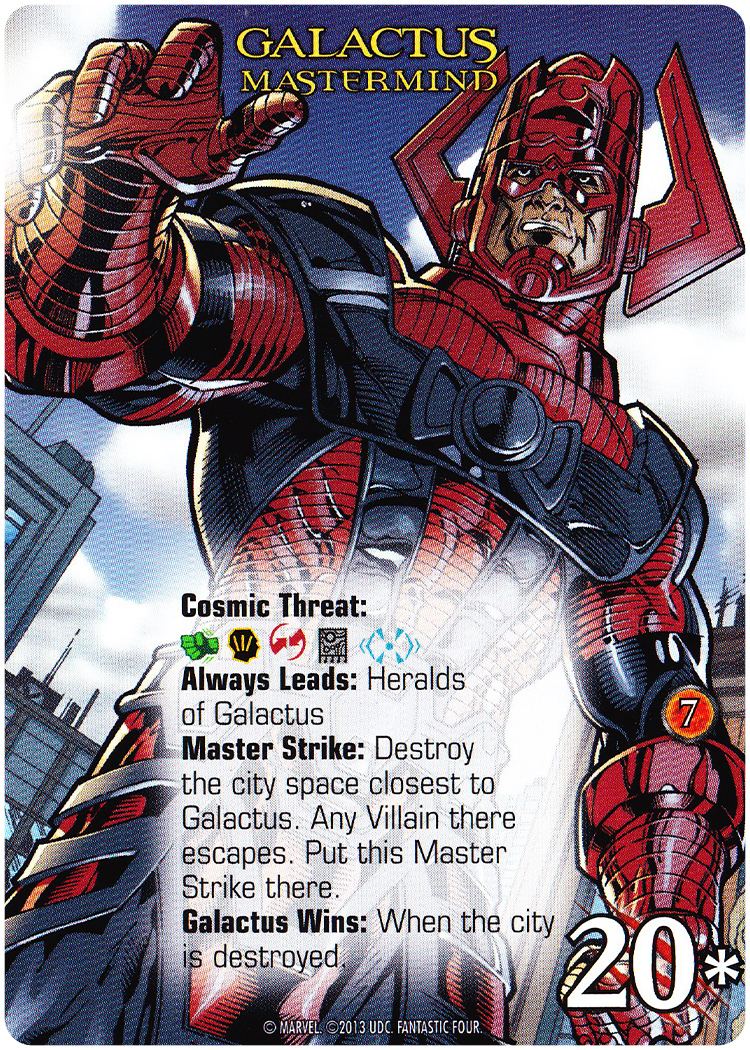 GALACTUS
MASTERMIND
Cosmic Threat:
Always Leads: Heralds
of Galactus
Master Strike: Destroy
the city space closest to
Galactus. Any Villain there
escapes. Put this Master
Strike there.
Galactus Wins: When the city
is destroyed.
7
20*
© MARVEL. ©2013 UDC. FANTASTIC FOUR.